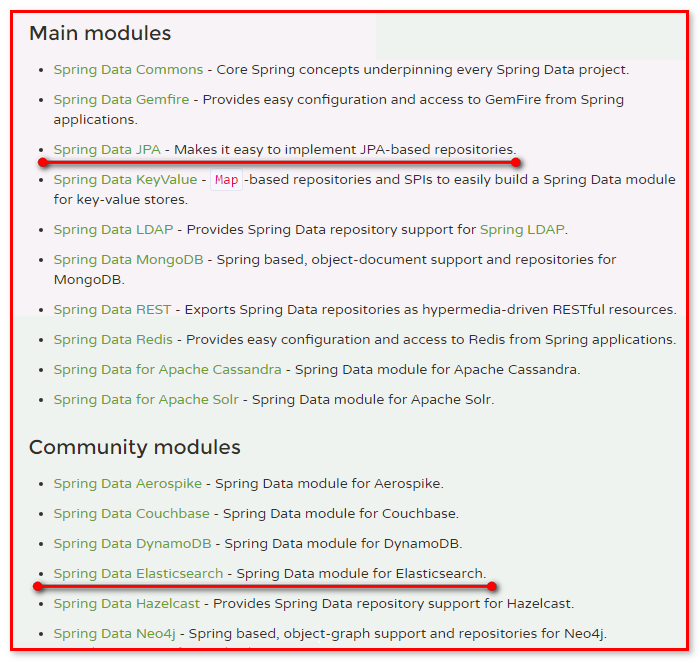 Main modules
• Spring Data Commons - Core Spring concepts underpinning every Spring Data project.
• Spring Data Gemfire - Provides easy configuration and access to GemFire from Spring
applications.
• Spring Data JPA - Makes it easy to implement JPA-based repositories.
• Spring Data KeyValue - Map -based repositories and SPIs to easily build a Spring Data module
for key-value stores.
• Spring Data LDAP - Provides Spring Data repository support for Spring LDAP.
• Spring Data MongoDB - Spring based, object-document support and repositories for
MongoDB.
• Spring Data REST - Exports Spring Data repositories as hypermedia-driven RESTful resources.
• Spring Data Redis - Provides easy configuration and access to Redis from Spring applications.
• Spring Data for Apache Cassandra - Spring Data module for Apache Cassandra.
• Spring Data for Apache Solr - Spring Data module for Apache Solr.
Community modules
• Spring Data Aerospike - Spring Data module for Aerospike.
• Spring Data Couchbase - Spring Data module for Couchbase.
• Spring Data DynamoDB - Spring Data module for DynamoDB.
• Spring Data Elasticsearch - Spring Data module for Elasticsearch.
• Spring Data Hazelcast - Provides Spring Data repository support for Hazelcast.
• Spring Data Neo4j - Spring based, object-graph support and repositories for Neo4j.